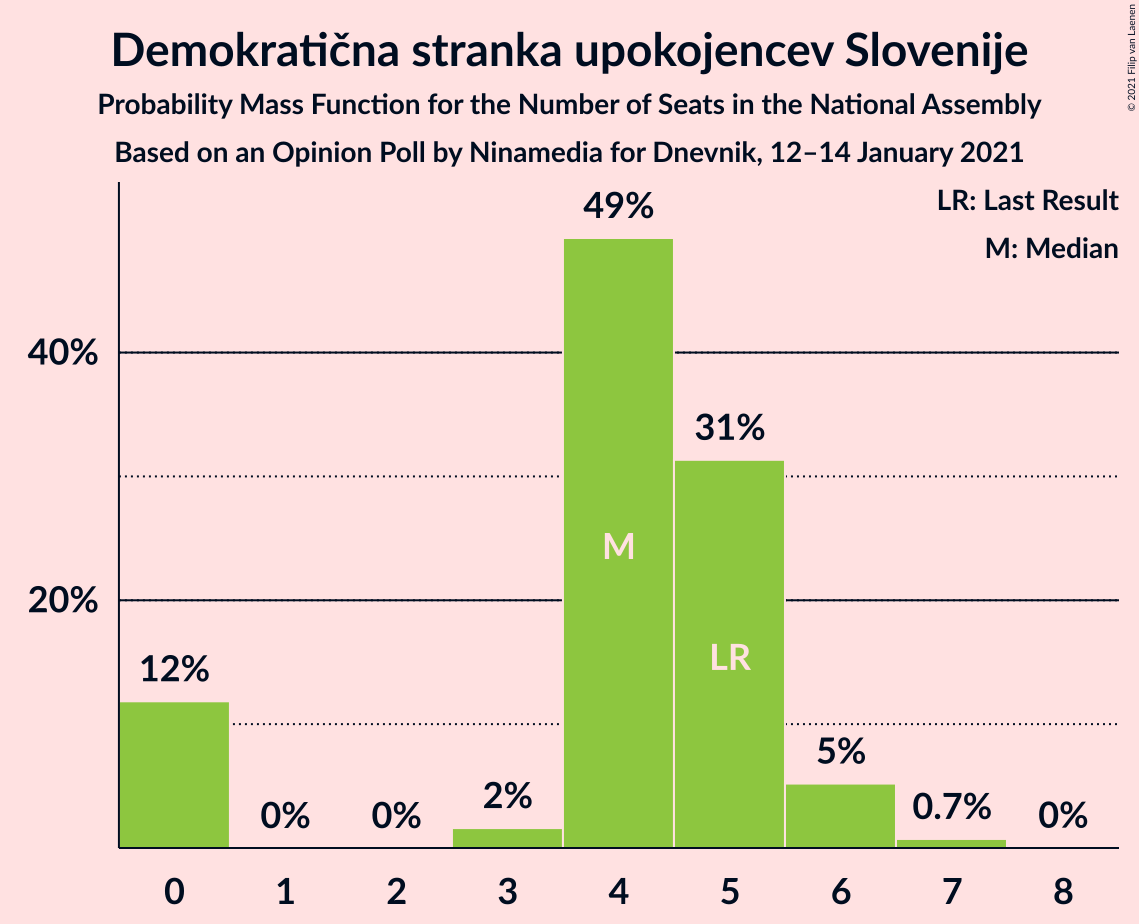 Demokratična stranka upokojencev Slovenije
Probability Mass Function for the Number of Seats in the National Assembly
Based on an Opinion Poll by Ninamedia for Dnevnik, 12–14 January 2021
© 2021 Filip van Laenen
LR: Last Result
M: Median
49%
40%
31%
M
20%
LR
12%
5%
2%
0.7%
0%
0%
0%
0 1 2 3 4 5 6 7 8